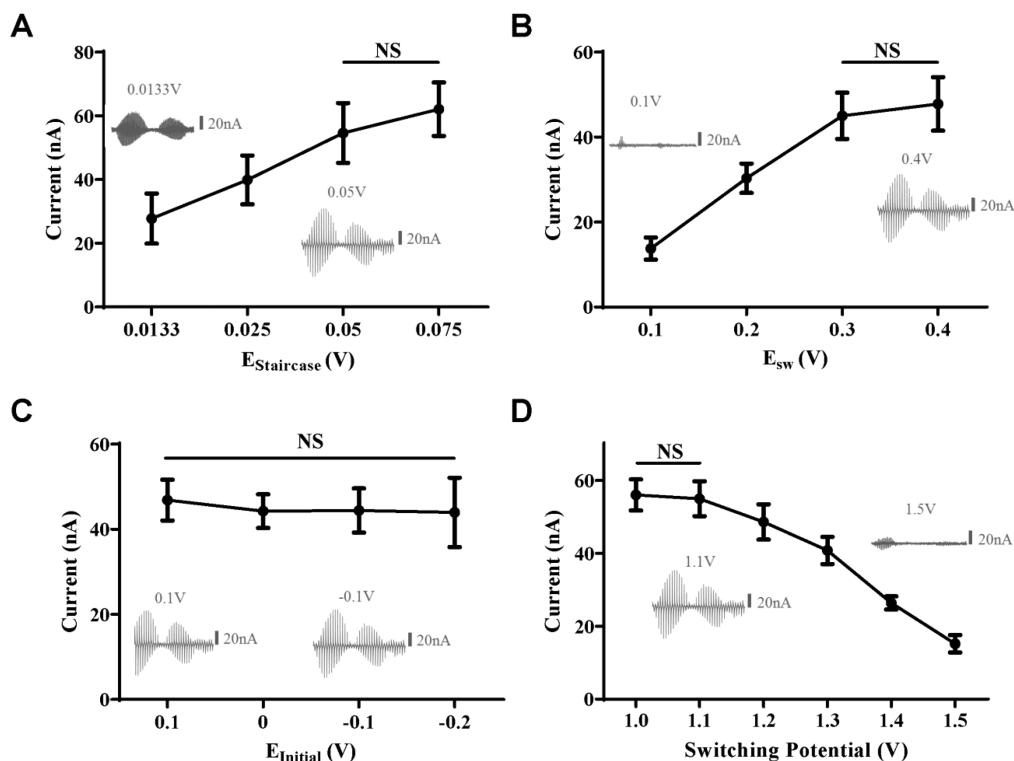 A
NS
80
60
40
20
0
Current (nA)
0.0133V
20nA
0.05V
20nA
0.0133
0.025
0.05
0.075
E_Staircase (V)
B
NS
60
40
20
0
Current (nA)
0.1V
20nA
0.4V
20nA
0.1
0.2
0.3
0.4
E_sw (V)
C
NS
60
40
20
0
Current (nA)
0.1V
20nA
-0.1V
20nA
0.1
0
-0.1
-0.2
E_Initial (V)
D
NS
60
40
20
0
Current (nA)
1.5V
20nA
1.1V
20nA
1.0
1.1
1.2
1.3
1.4
1.5
Switching Potential (V)